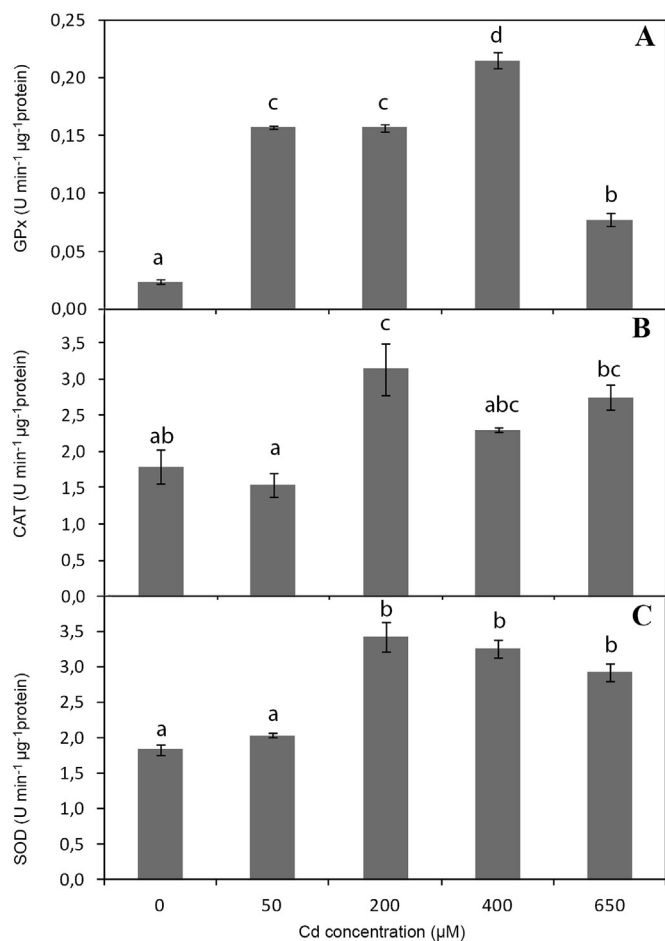 A
0,25
0,20
0,15
0,10
0,05
0,00
GPx (U min⁻¹ µg⁻¹protein)
a
c
c
d
b
B
3,5
3,0
2,5
2,0
1,5
1,0
0,5
0,0
CAT (U min⁻¹ µg⁻¹protein)
ab
a
c
abc
bc
C
3,5
3,0
2,5
2,0
1,5
1,0
0,5
0,0
SOD (U min⁻¹ µg⁻¹protein)
a
a
b
b
b
0 50 200 400 650
Cd concentration (µM)